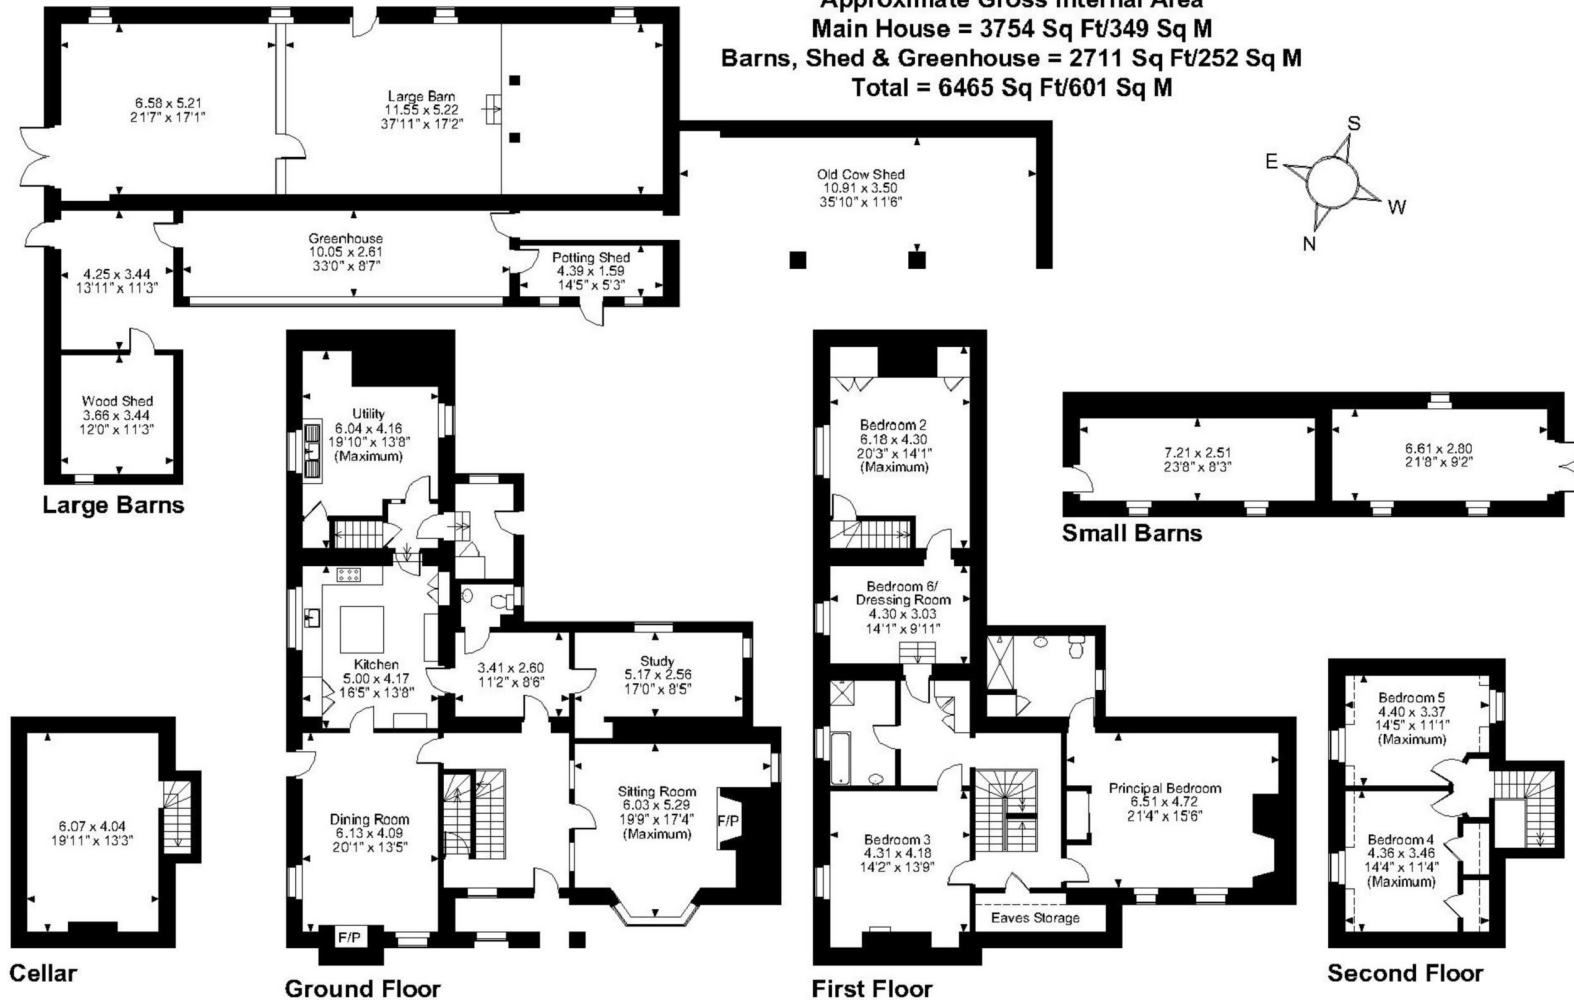 Approximate Gross Internal Area
Main House = 3754 Sq Ft/349 Sq M
Barns, Shed & Greenhouse = 2711 Sq Ft/252 Sq M
Total = 6465 Sq Ft/601 Sq M
S
E
W
N
6.58 x 5.21
21'7" x 17'1"
Large Barn
11.55 x 5.22
37'11" x 17'2"
Old Cow Shed
10.91 x 3.50
35'10" x 11'6"
Greenhouse
10.05 x 2.61
33'0" x 8'7"
Potting Shed
4.39 x 1.59
14'5" x 5'3"
4.25 x 3.44
13'11" x 11'3"
Wood Shed
3.66 x 3.44
12'0" x 11'3"
Large Barns
7.21 x 2.51
23'8" x 8'3"
6.61 x 2.80
21'8" x 9'2"
Small Barns
6.07 x 4.04
19'11" x 13'3"
Cellar
Utility
6.04 x 4.16
19'10" x 13'8"
(Maximum)
Kitchen
5.00 x 4.17
16'5" x 13'8"
3.41 x 2.60
11'2" x 8'6"
Study
5.17 x 2.56
17'0" x 8'5"
Dining Room
6.13 x 4.09
20'1" x 13'5"
Sitting Room
6.03 x 5.29
19'9" x 17'4"
(Maximum)
F/P
F/P
Ground Floor
Bedroom 2
6.18 x 4.30
20'3" x 14'1"
(Maximum)
Bedroom 6/
Dressing Room
4.30 x 3.03
14'1" x 9'11"
Bedroom 3
4.31 x 4.18
14'2" x 13'9"
Principal Bedroom
6.51 x 4.72
21'4" x 15'6"
Eaves Storage
First Floor
Bedroom 5
4.40 x 3.37
14'5" x 11'1"
(Maximum)
Bedroom 4
4.36 x 3.46
14'4" x 11'4"
(Maximum)
Second Floor